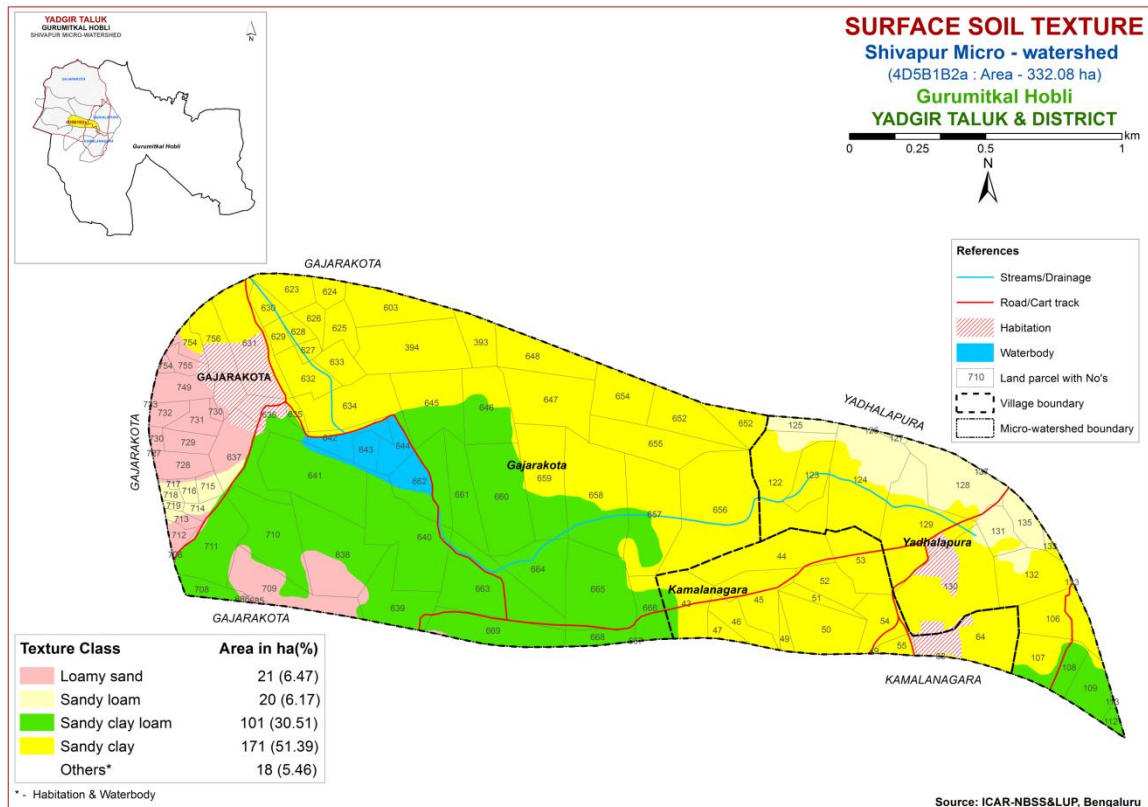 YADGIR TALUK
GURUMITKAL HOBLI
SHIVAPUR MICRO-WATERSHED
N
GAJARAKOTA
Gurumitkal Hobli
SURFACE SOIL TEXTURE
Shivapur Micro - watershed
(4D5B1B2a : Area - 332.08 ha)
Gurumitkal Hobli
YADGIR TALUK & DISTRICT
km
0 0.25 0.5 1
N
References
Streams/Drainage
Road/Cart track
Habitation
Waterbody
710 Land parcel with No's
Village boundary
Micro-watershed boundary
GAJARAKOTA
623 624
630 603
626
756 631 629 628 625
754 394 393
627 648
633
754 755 GAJARAKOTA
749 632
647 654
732 730 634 645 646
731 636 635 652 652
YADHALAPURA
125
730 729 642 644 655
643
728 637
GAJARAKOTA
641 662 Gajarakota
659 122 123 124 128
717 716 715 661 660 658
718
719 714 657 656
713 129 131 135
712 710 640
711 638 664 44 53 Yadhalapura
132
708 709 663 665 Kamalanagara 52 130
685 639 666 43 45 51
46 106
669 668 47 49 50 54 55 64
107 108
109
112
GAJARAKOTA
KAMALANAGARA
Texture Class Area in ha(%)
Loamy sand 21 (6.47)
Sandy loam 20 (6.17)
Sandy clay loam 101 (30.51)
Sandy clay 171 (51.39)
Others* 18 (5.46)
* - Habitation & Waterbody
Source: ICAR-NBSS&LUP, Bengaluru